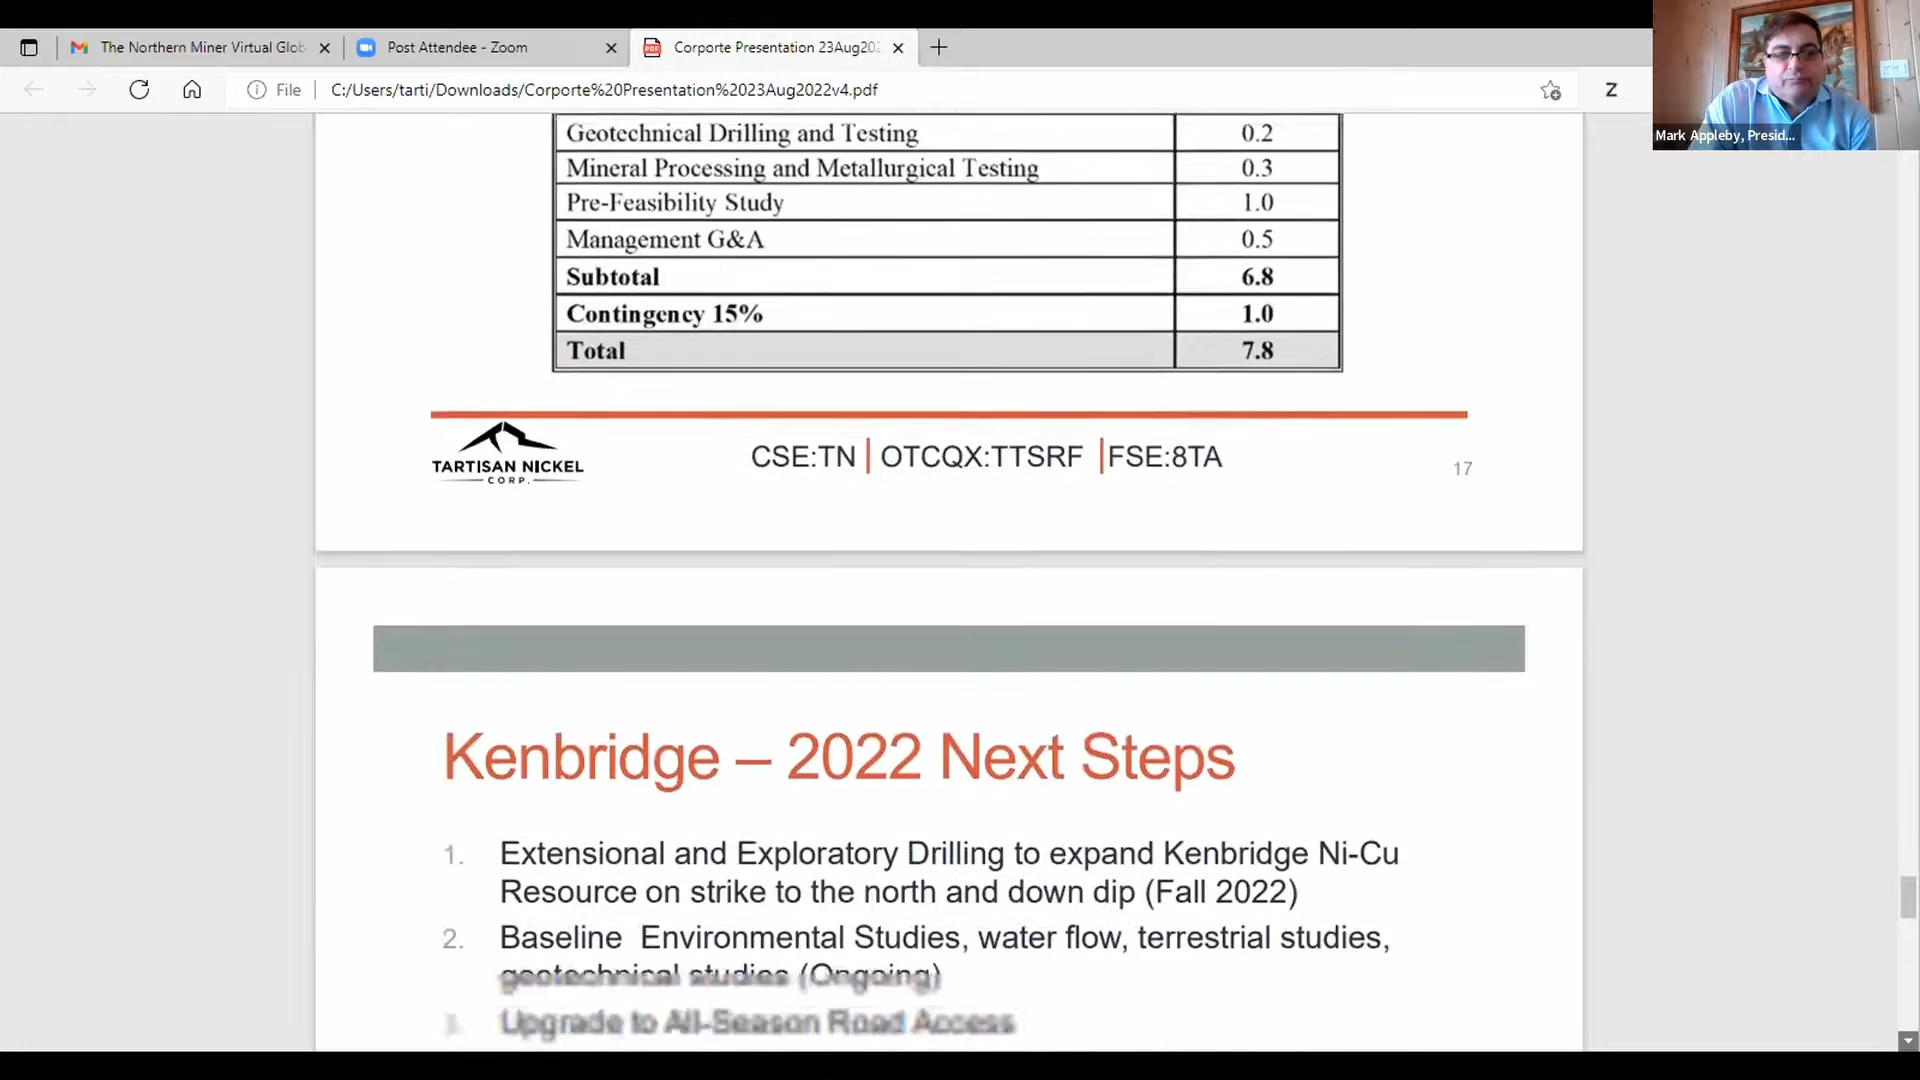 The Northern Miner Virtual Glob
Post Attendee - Zoom
Corporte Presentation 23Aug202
File
C:/Users/tarti/Downloads/Corporte%20Presentation%2023Aug2022v4.pdf
Z
Mark Appleby, Presid...
Geotechnical Drilling and Testing 0.2
Mineral Processing and Metallurgical Testing 0.3
Pre-Feasibility Study 1.0
Management G&A 0.5
Subtotal 6.8
Contingency 15% 1.0
Total 7.8
TARTISAN NICKEL
CORP.
CSE:TN | OTCQX:TTSRF | FSE:8TA
17
Kenbridge – 2022 Next Steps
1. Extensional and Exploratory Drilling to expand Kenbridge Ni-Cu
Resource on strike to the north and down dip (Fall 2022)
2. Baseline Environmental Studies, water flow, terrestrial studies,
geotechnical studies (Ongoing)
3. Upgrade to All-Season Road Access